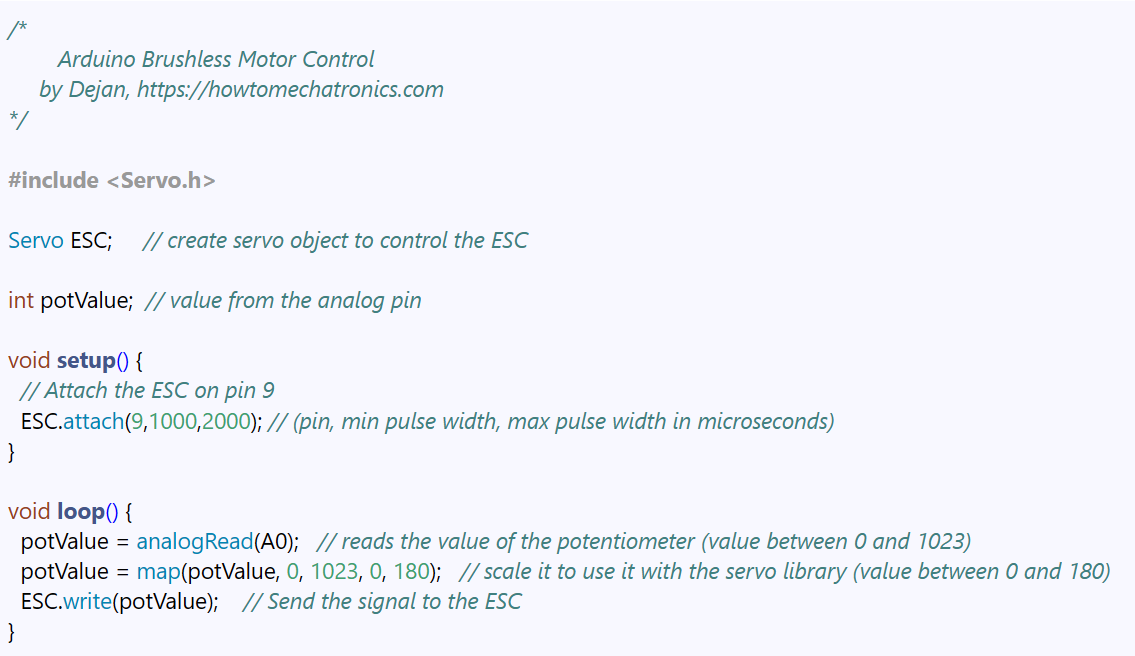 /*
Arduino Brushless Motor Control
by Dejan, https://howtomechatronics.com
*/
#include <Servo.h>
Servo ESC; // create servo object to control the ESC
int potValue; // value from the analog pin
void setup() {
// Attach the ESC on pin 9
ESC.attach(9,1000,2000); // (pin, min pulse width, max pulse width in microseconds)
}
void loop() {
potValue = analogRead(A0); // reads the value of the potentiometer (value between 0 and 1023)
potValue = map(potValue, 0, 1023, 0, 180); // scale it to use it with the servo library (value between 0 and 180)
ESC.write(potValue); // Send the signal to the ESC
}